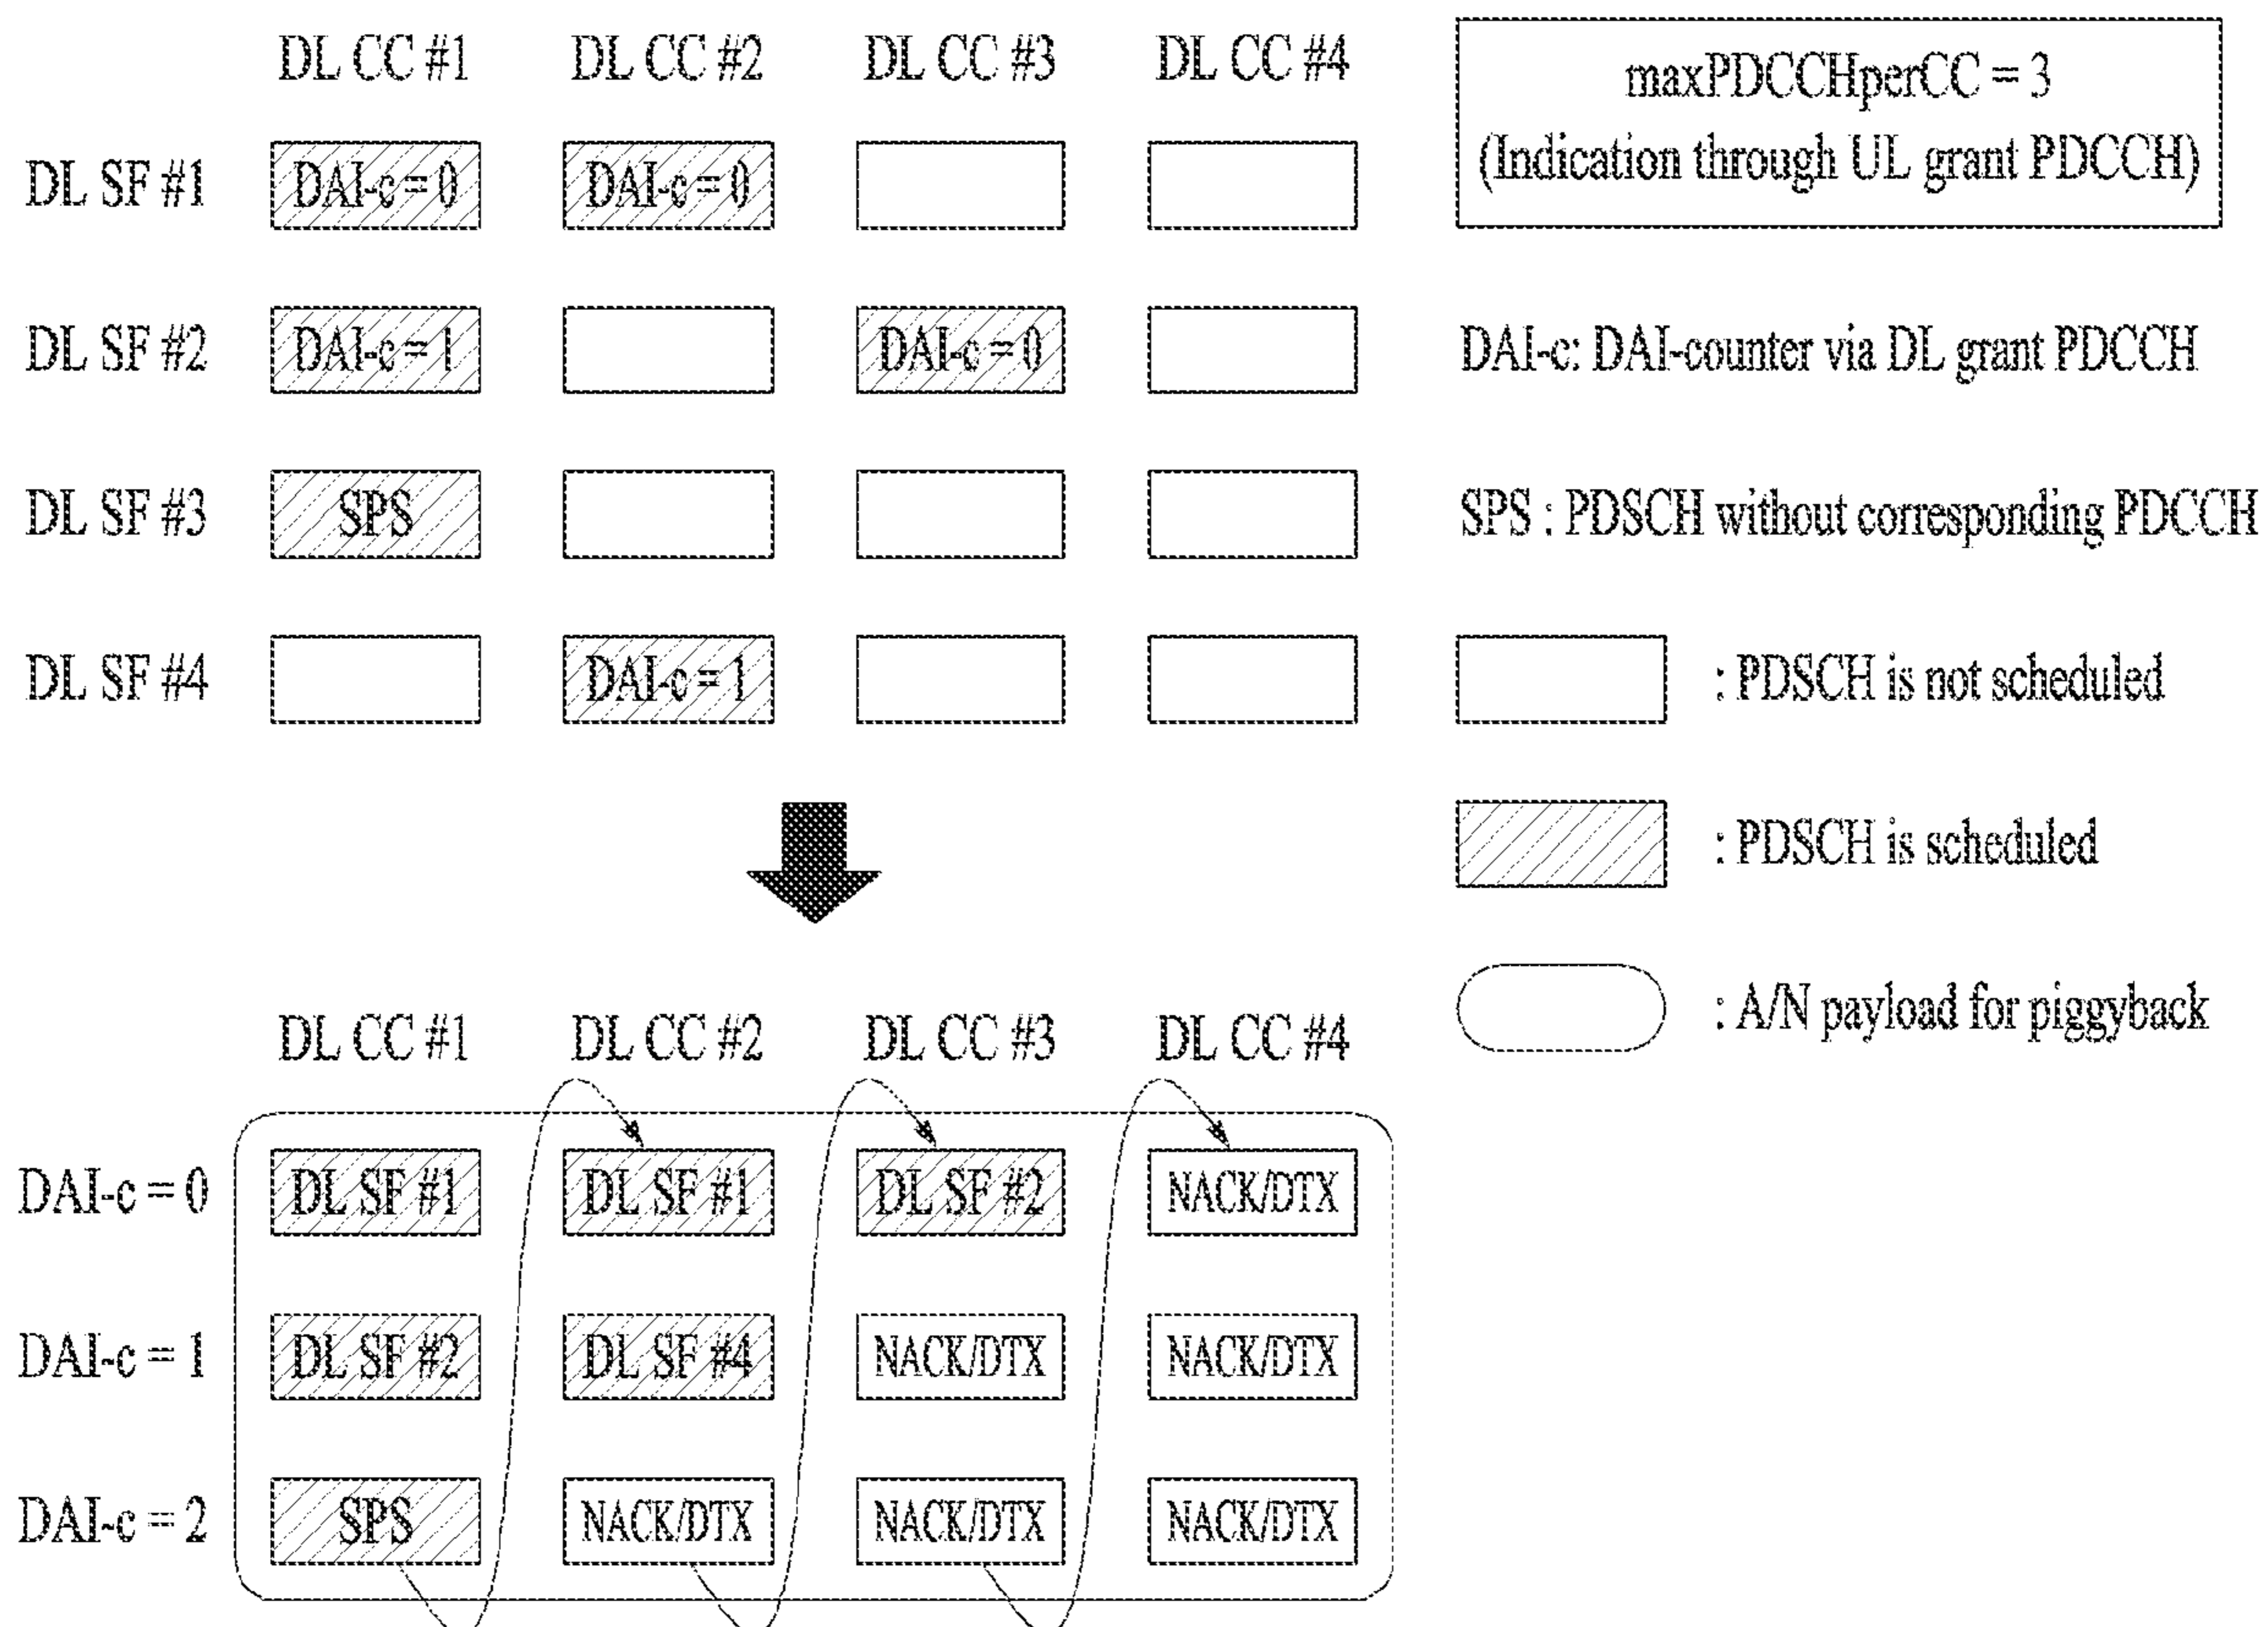 DL CC #1 DL CC #2 DL CC #3 DL CC #4
maxPDCCHperCC = 3
(Indication through UL grant PDCCH)
DL SF #1 DAI-c = 0 DAI-c = 0
DL SF #2 DAI-c = 1 DAI-c = 0
DAI-c: DAI-counter via DL grant PDCCH
DL SF #3 SPS
SPS : PDSCH without corresponding PDCCH
DL SF #4 DAI-c = 1
: PDSCH is not scheduled
: PDSCH is scheduled
: A/N payload for piggyback
DL CC #1 DL CC #2 DL CC #3 DL CC #4
DAI-c = 0 DL SF #1 DL SF #1 DL SF #2 NACK/DTX
DAI-c = 1 DL SF #2 DL SF #4 NACK/DTX NACK/DTX
DAI-c = 2 SPS NACK/DTX NACK/DTX NACK/DTX